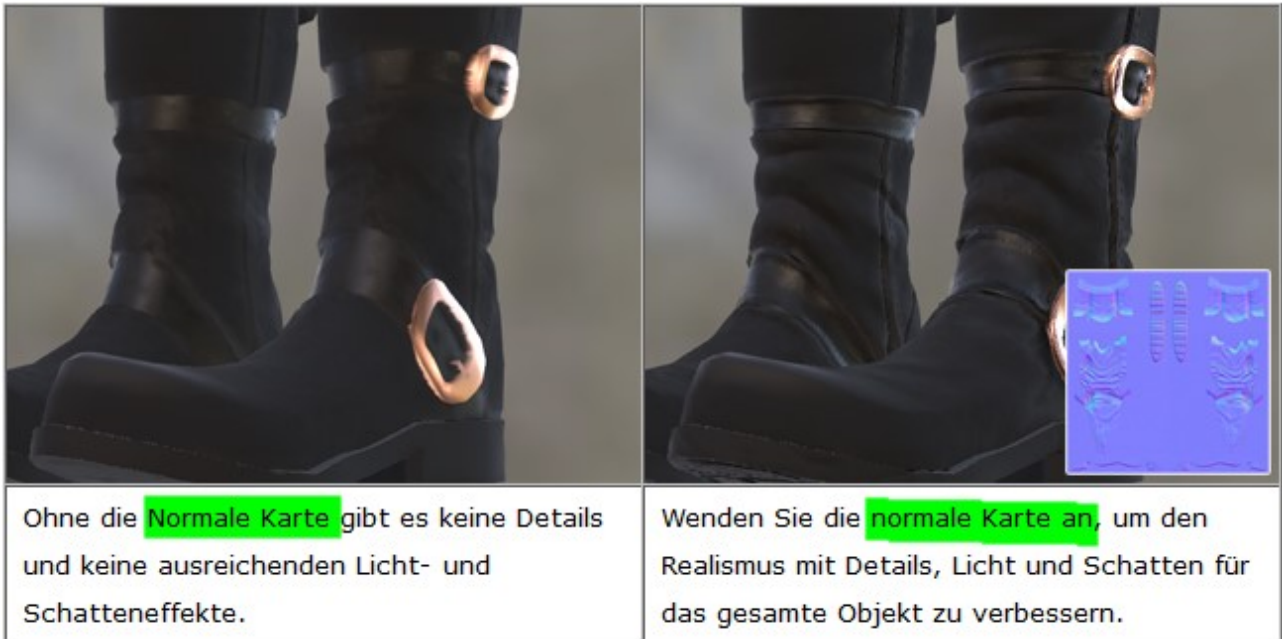 Ohne die Normale Karte gibt es keine Details
und keine ausreichenden Licht- und
Schatteneffekte.
Wenden Sie die normale Karte an, um den
Realismus mit Details, Licht und Schatten für
das gesamte Objekt zu verbessern.